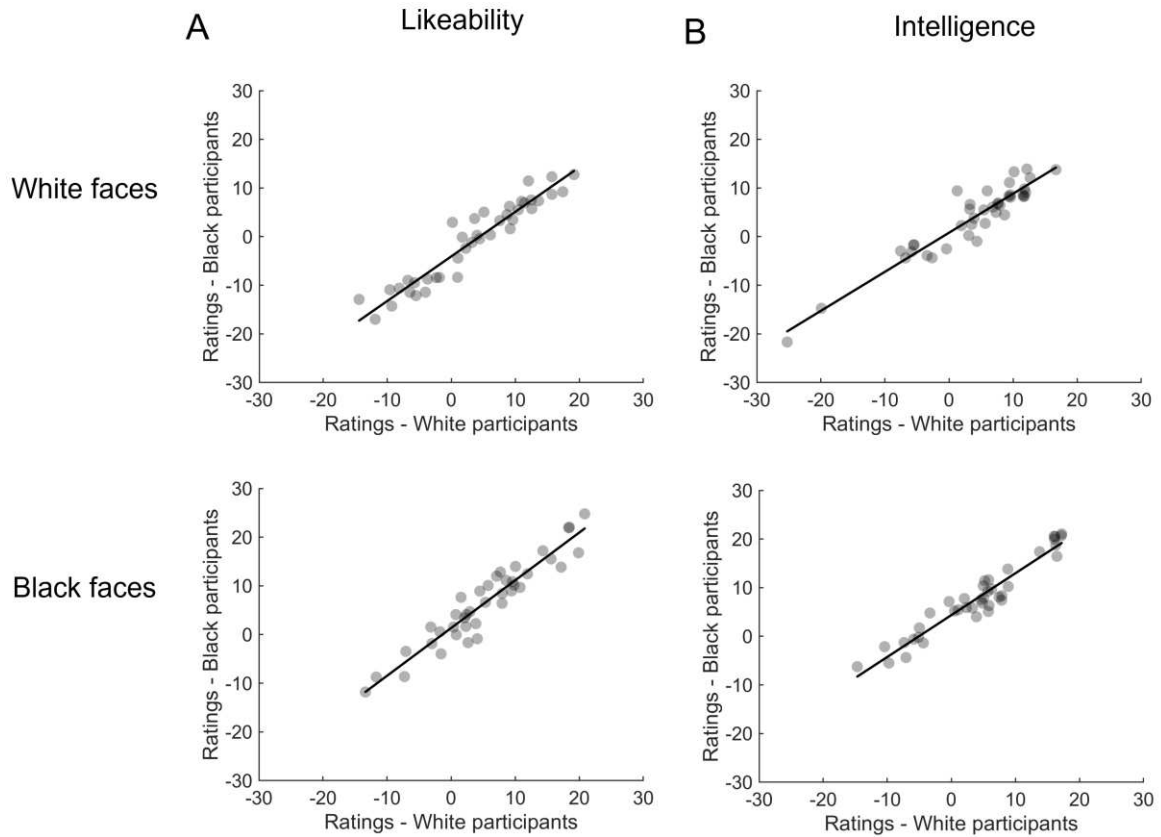 A
Likeability
B
Intelligence
White faces
Ratings - Black participants
30
20
10
0
-10
-20
-30
-30 -20 -10 0 10 20 30
Ratings - White participants
Ratings - Black participants
30
20
10
0
-10
-20
-30
-30 -20 -10 0 10 20 30
Ratings - White participants
Black faces
Ratings - Black participants
30
20
10
0
-10
-20
-30
-30 -20 -10 0 10 20 30
Ratings - White participants
Ratings - Black participants
30
20
10
0
-10
-20
-30
-30 -20 -10 0 10 20 30
Ratings - White participants